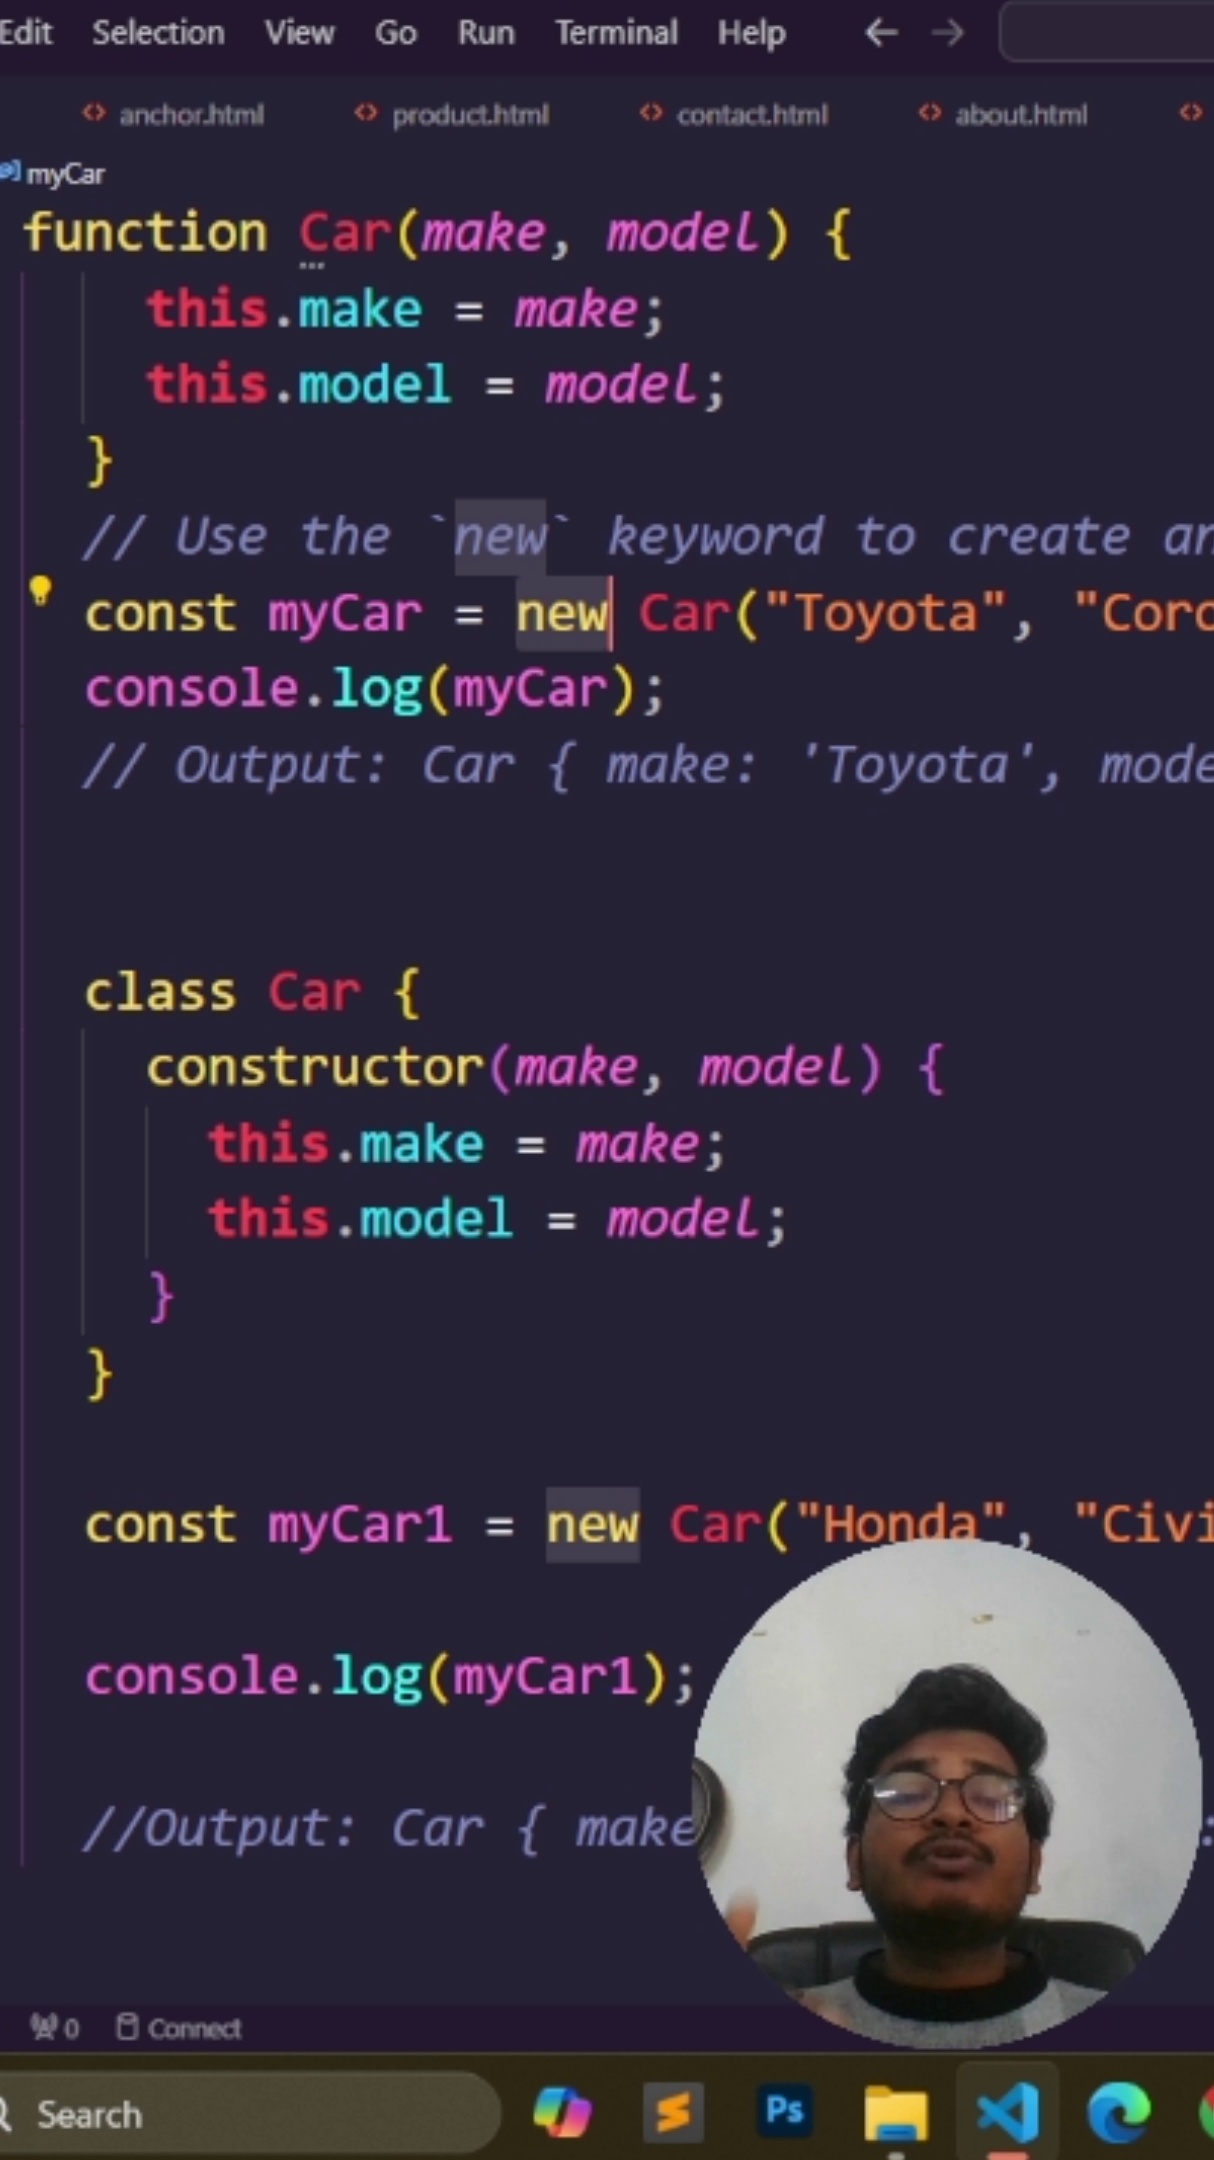 Edit Selection View Go Run Terminal Help
anchor.html product.html contact.html about.html
myCar
function Car(make, model) {
this.make = make;
this.model = model;
}
// Use the `new` keyword to create an
const myCar = new Car("Toyota", "Coro
console.log(myCar);
// Output: Car { make: 'Toyota', mode
class Car {
constructor(make, model) {
this.make = make;
this.model = model;
}
}
const myCar1 = new Car("Honda", "Civi
console.log(myCar1);
//Output: Car { make :
0 Connect
Search Ps